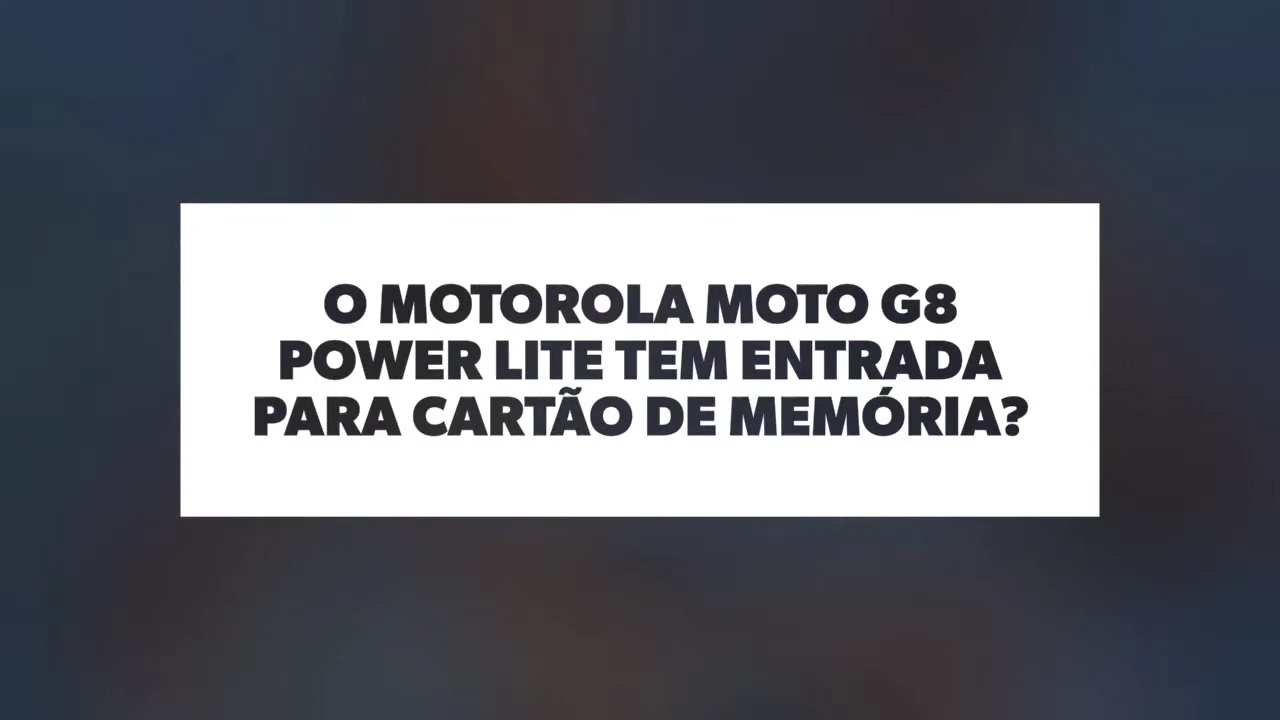 O MOTOROLA MOTO G8
POWER LITE TEM ENTRADA
PARA CARTÃO DE MEMÓRIA?